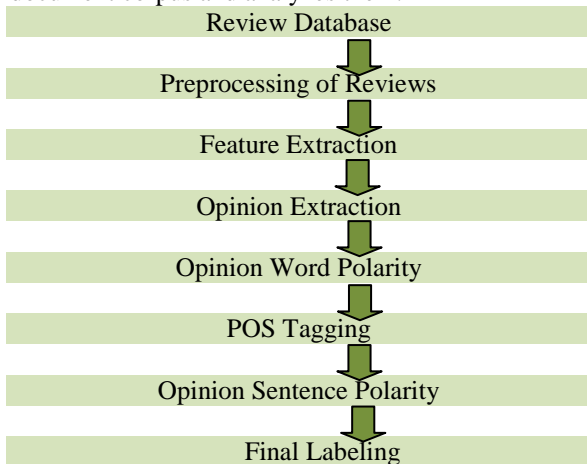 Review Database
Preprocessing of Reviews
Feature Extraction
Opinion Extraction
Opinion Word Polarity
POS Tagging
Opinion Sentence Polarity
Final Labeling